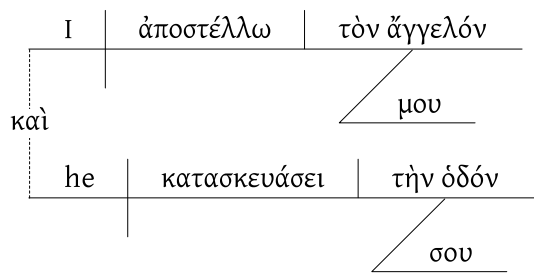 I ἀποστέλλω τὸν ἄγγελόν
μου
καὶ
he κατασκευάσει τὴν ὁδόν
σου